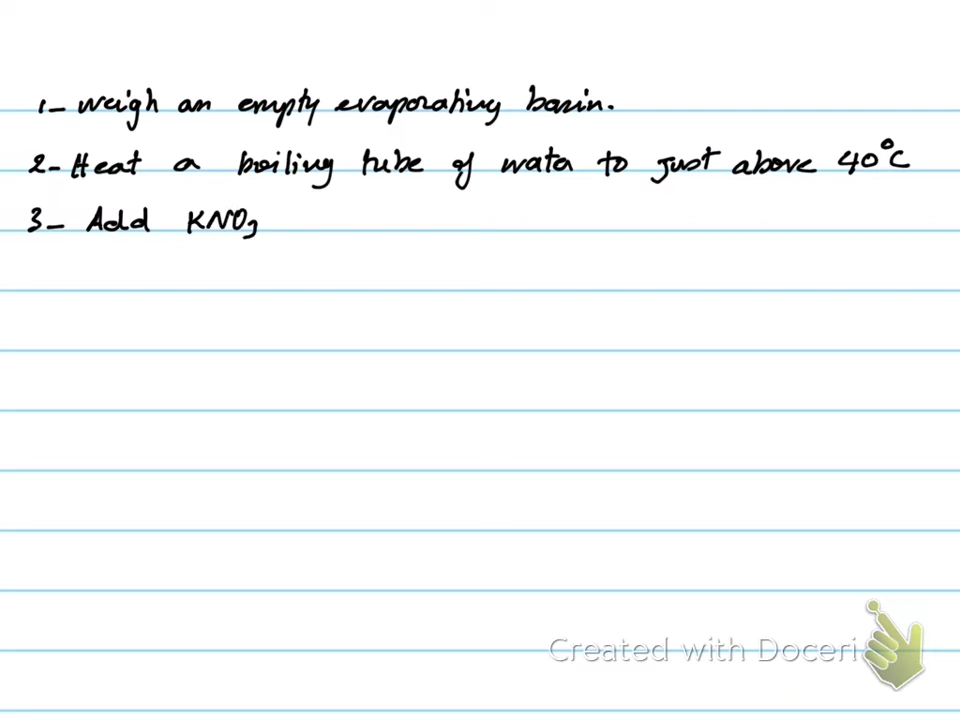 1- Weigh an empty evaporating basin.
2- Heat a boiling tube of water to just above 40°C
3- Add KNO3
Created with Doceri